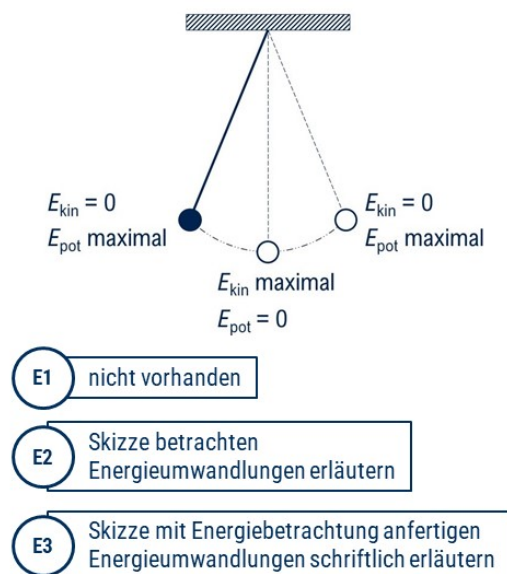 E_kin = 0
E_pot maximal
E_kin = 0
E_pot maximal
E_kin maximal
E_pot = 0
E1 nicht vorhanden
E2 Skizze betrachten
Energieumwandlungen erläutern
E3 Skizze mit Energiebetrachtung anfertigen
Energieumwandlungen schriftlich erläutern